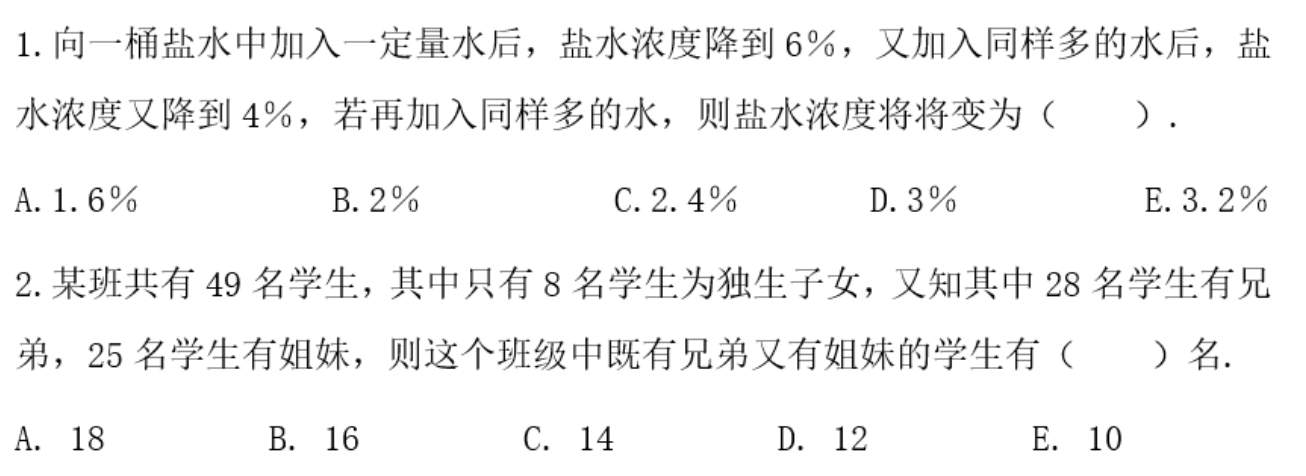 1.向一桶盐水中加入一定量水后，盐水浓度降到 6%，又加入同样多的水后，盐
水浓度又降到 4%，若再加入同样多的水，则盐水浓度将将变为（　　）.
A.1.6%　B.2%　C.2.4%　D.3%　E.3.2%
2.某班共有 49 名学生，其中只有 8 名学生为独生子女，又知其中 28 名学生有兄
弟，25 名学生有姐妹，则这个班级中既有兄弟又有姐妹的学生有（　　）名.
A. 18　B. 16　C. 14　D. 12　E. 10